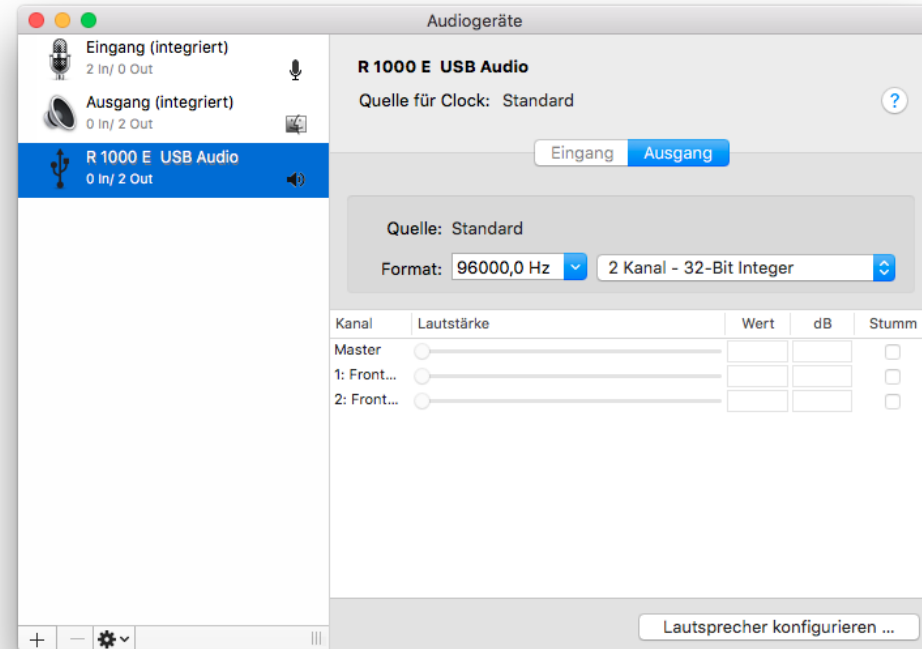 Audiogeräte
Eingang (integriert)
2 In/ 0 Out
Ausgang (integriert)
0 In/ 2 Out
R 1000 E  USB Audio
0 In/ 2 Out
R 1000 E  USB Audio
Quelle für Clock: Standard
?
Eingang Ausgang
Quelle: Standard
Format: 96000,0 Hz 2 Kanal - 32-Bit Integer
Kanal Lautstärke Wert dB Stumm
Master
1: Front...
2: Front...
Lautsprecher konfigurieren ...